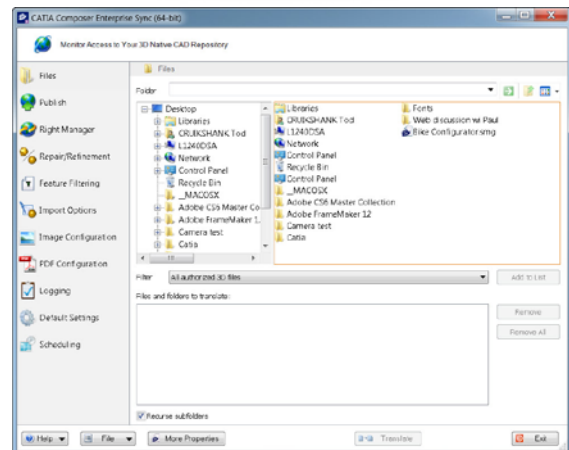 CATIA Composer Enterprise Sync (64-bit)
Monitor Access to Your 3D Native CAD Repository
Files
Publish
Right Manager
Repair/Refinement
Feature Filtering
Import Options
Image Configuration
PDF Configuration
Logging
Default Settings
Scheduling
Files
Folder
Desktop
Libraries
CRUIKSHANK Tod
L1240DSA
Network
Control Panel
Recycle Bin
__MACOSX
Adobe CS6 Master Co
Adobe FrameMaker 1
Camera test
Catia
Libraries
CRUIKSHANK Tod
L1240DSA
Network
Control Panel
Recycle Bin
Control Panel
__MACOSX
Adobe CS6 Master Collection
Adobe FrameMaker 12
Camera test
Catia
Fonts
Web discussion w Paul
Bike Configurator.smg
Filter
All authorized 3D files
Add to List
Files and folders to translate:
Remove
Remove All
Recurse subfolders
Help
File
More Properties
Translate
Exit